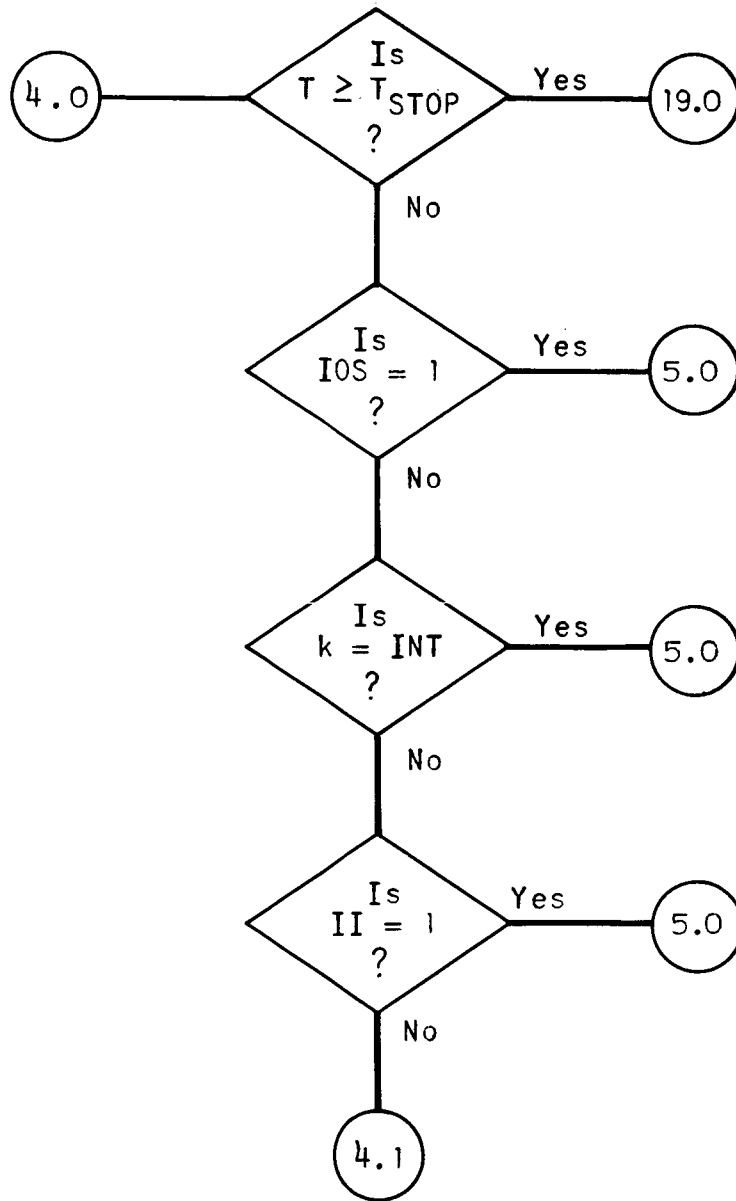 Is
4.0
T ≥ T_STOP
Yes
19.0
?
No
Is
Yes
IOS = 1
5.0
?
No
Is
Yes
k = INT
5.0
?
No
Is
Yes
II = 1
5.0
?
No
4.1